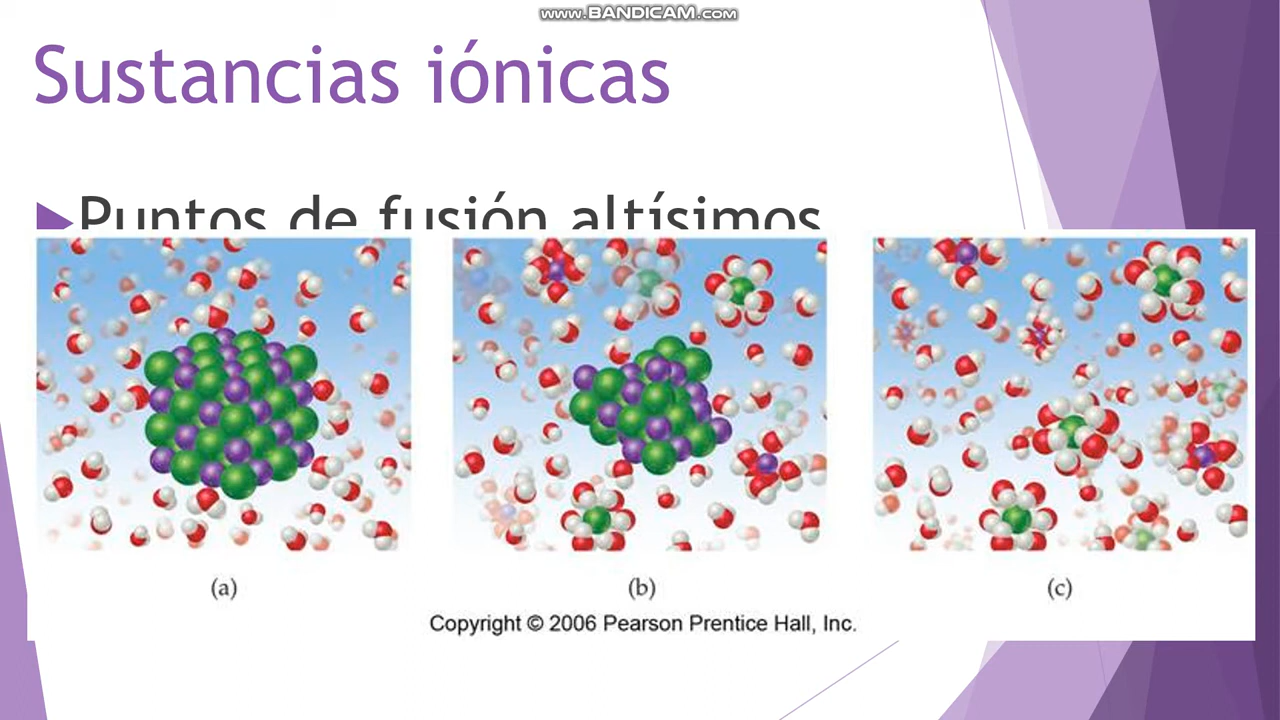 www.BANDICAM.com
Sustancias iónicas
Puntos de fusión altísimos
(a)
(b)
(c)
Copyright © 2006 Pearson Prentice Hall, Inc.